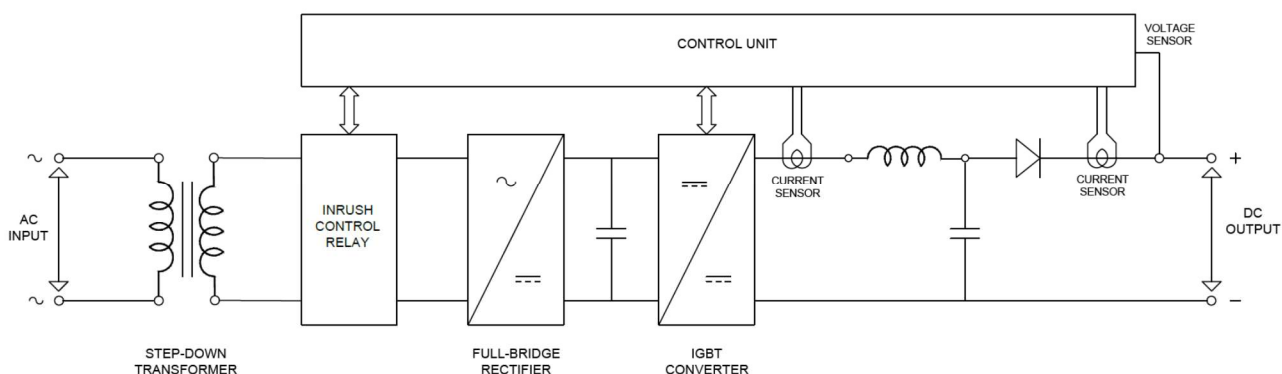 CONTROL UNIT
VOLTAGE
SENSOR
AC
INPUT
INRUSH
CONTROL
RELAY
CURRENT
SENSOR
CURRENT
SENSOR
+
DC
OUTPUT
−
STEP-DOWN
TRANSFORMER
FULL-BRIDGE
RECTIFIER
IGBT
CONVERTER